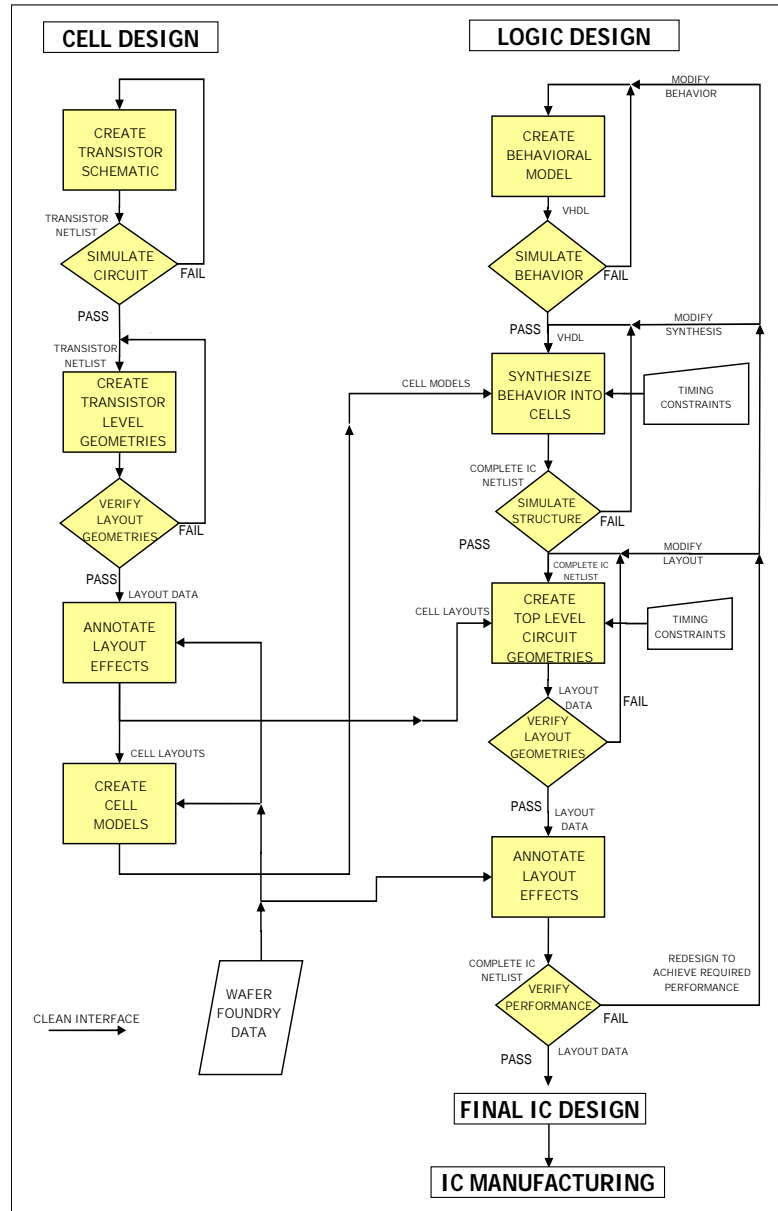 CELL DESIGN
CREATE
TRANSISTOR
SCHEMATIC
TRANSISTOR
NETLIST
SIMULATE
CIRCUIT
FAIL
PASS
TRANSISTOR
NETLIST
CREATE
TRANSISTOR
LEVEL
GEOMETRIES
VERIFY
LAYOUT
GEOMETRIES
FAIL
PASS
LAYOUT DATA
ANNOTATE
LAYOUT
EFFECTS
CELL LAYOUTS
CREATE
CELL
MODELS
WAFER
FOUNDRY
DATA
CLEAN INTERFACE
LOGIC DESIGN
MODIFY
BEHAVIOR
CREATE
BEHAVIORAL
MODEL
VHDL
SIMULATE
BEHAVIOR
FAIL
PASS
MODIFY
SYNTHESIS
VHDL
CELL MODELS
SYNTHESIZE
BEHAVIOR INTO
CELLS
TIMING
CONSTRAINTS
COMPLETE IC
NETLIST
SIMULATE
STRUCTURE
FAIL
PASS
MODIFY
LAYOUT
COMPLETE IC
NETLIST
CELL LAYOUTS
CREATE
TOP LEVEL
CIRCUIT
GEOMETRIES
TIMING
CONSTRAINTS
LAYOUT
DATA
FAIL
VERIFY
LAYOUT
GEOMETRIES
PASS
LAYOUT
DATA
ANNOTATE
LAYOUT
EFFECTS
COMPLETE IC
NETLIST
VERIFY
PERFORMANCE
REDESIGN TO
ACHIEVE REQUIRED
PERFORMANCE
FAIL
PASS
LAYOUT DATA
FINAL IC DESIGN
IC MANUFACTURING